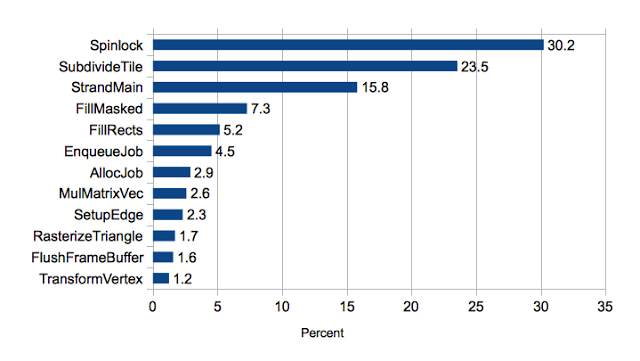 Spinlock 30.2
SubdivideTile 23.5
StrandMain 15.8
FillMasked 7.3
FillRects 5.2
EnqueueJob 4.5
AllocJob 2.9
MulMatrixVec 2.6
SetupEdge 2.3
RasterizeTriangle 1.7
FlushFrameBuffer 1.6
TransformVertex 1.2
0 5 10 15 20 25 30 35
Percent